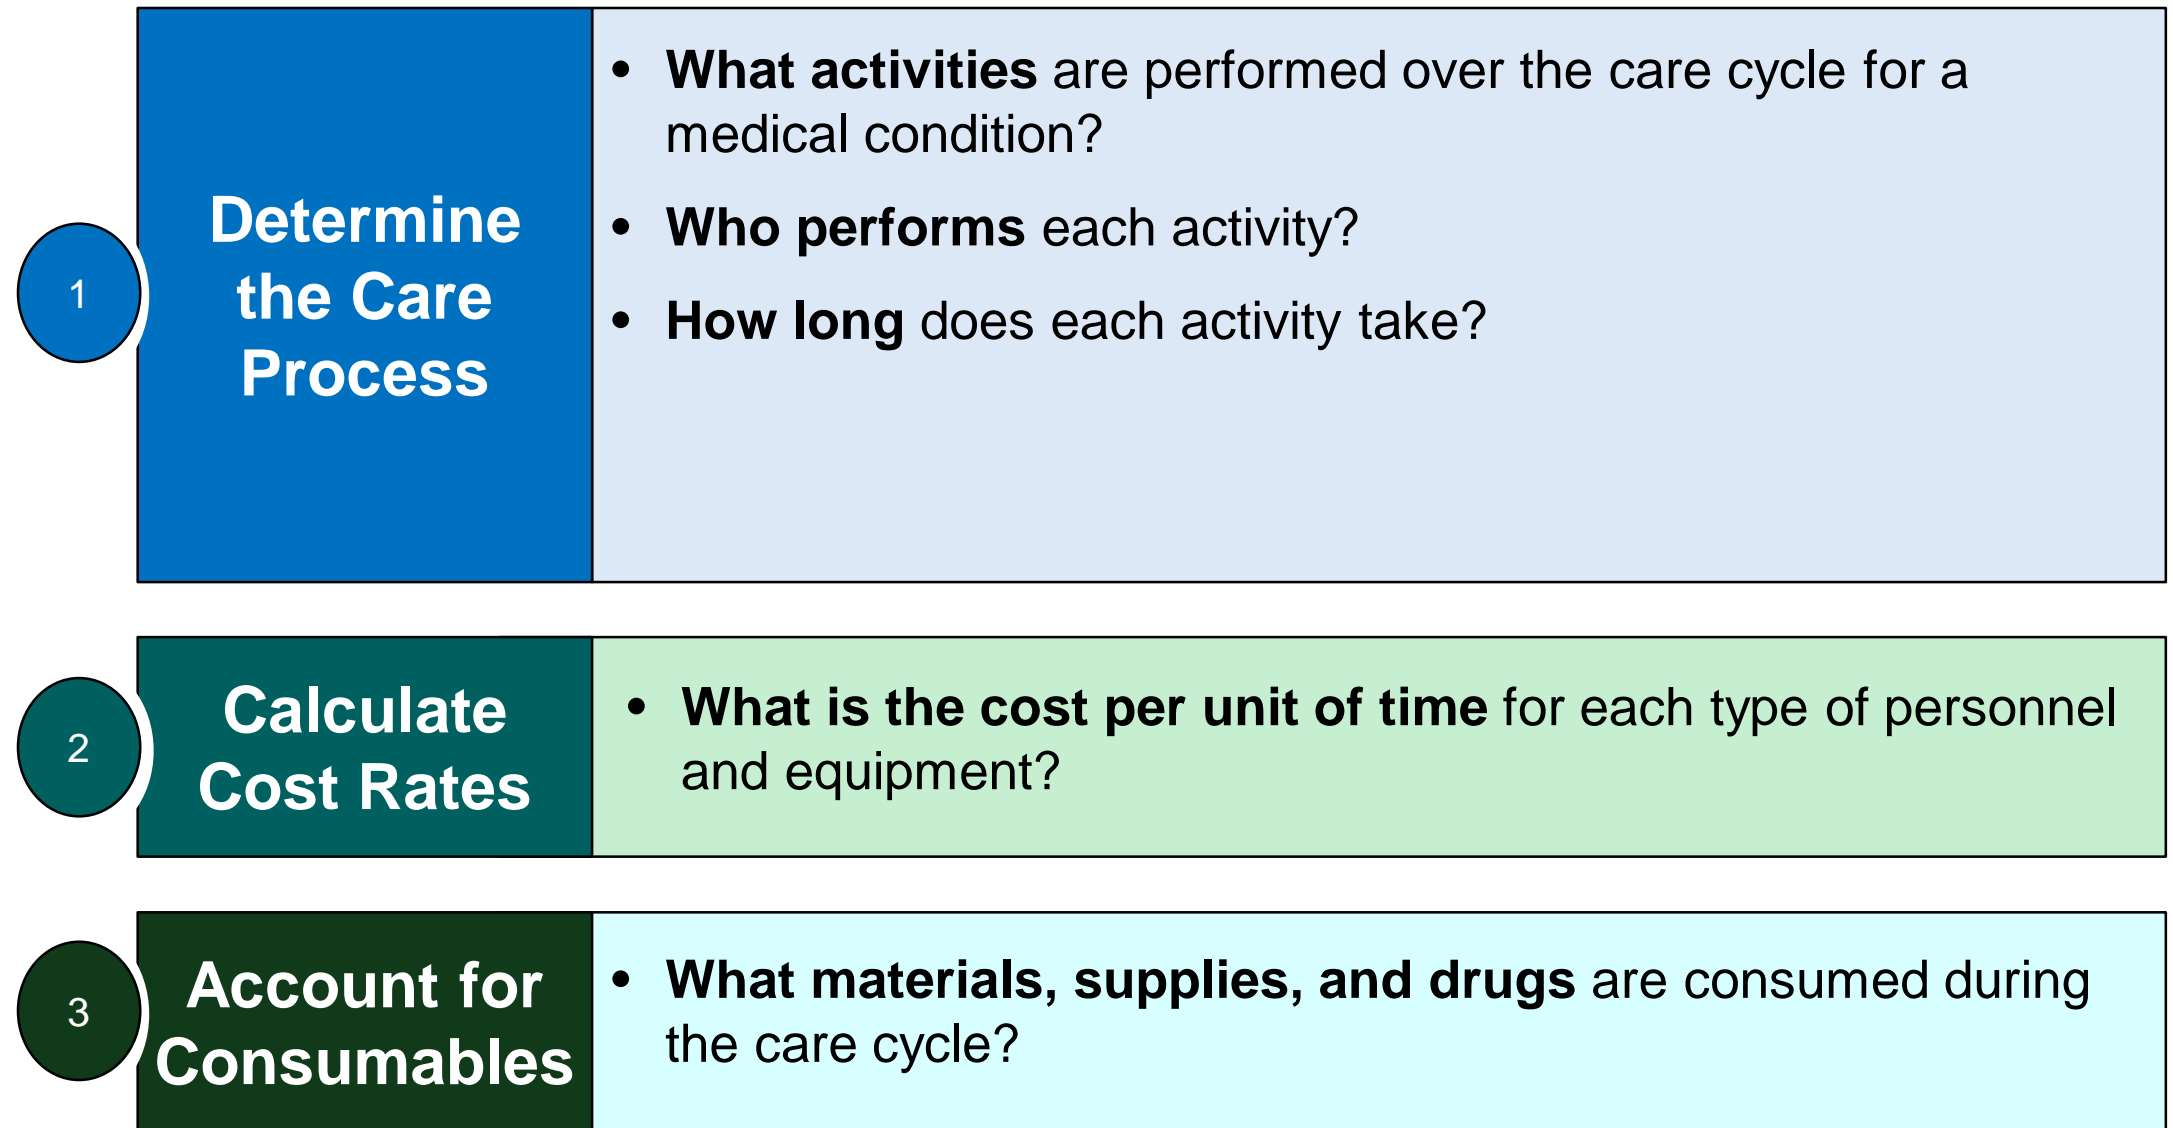 1
Determine
the Care
Process
• What activities are performed over the care cycle for a
medical condition?
• Who performs each activity?
• How long does each activity take?
2
Calculate
Cost Rates
• What is the cost per unit of time for each type of personnel
and equipment?
3
Account for
Consumables
• What materials, supplies, and drugs are consumed during
the care cycle?